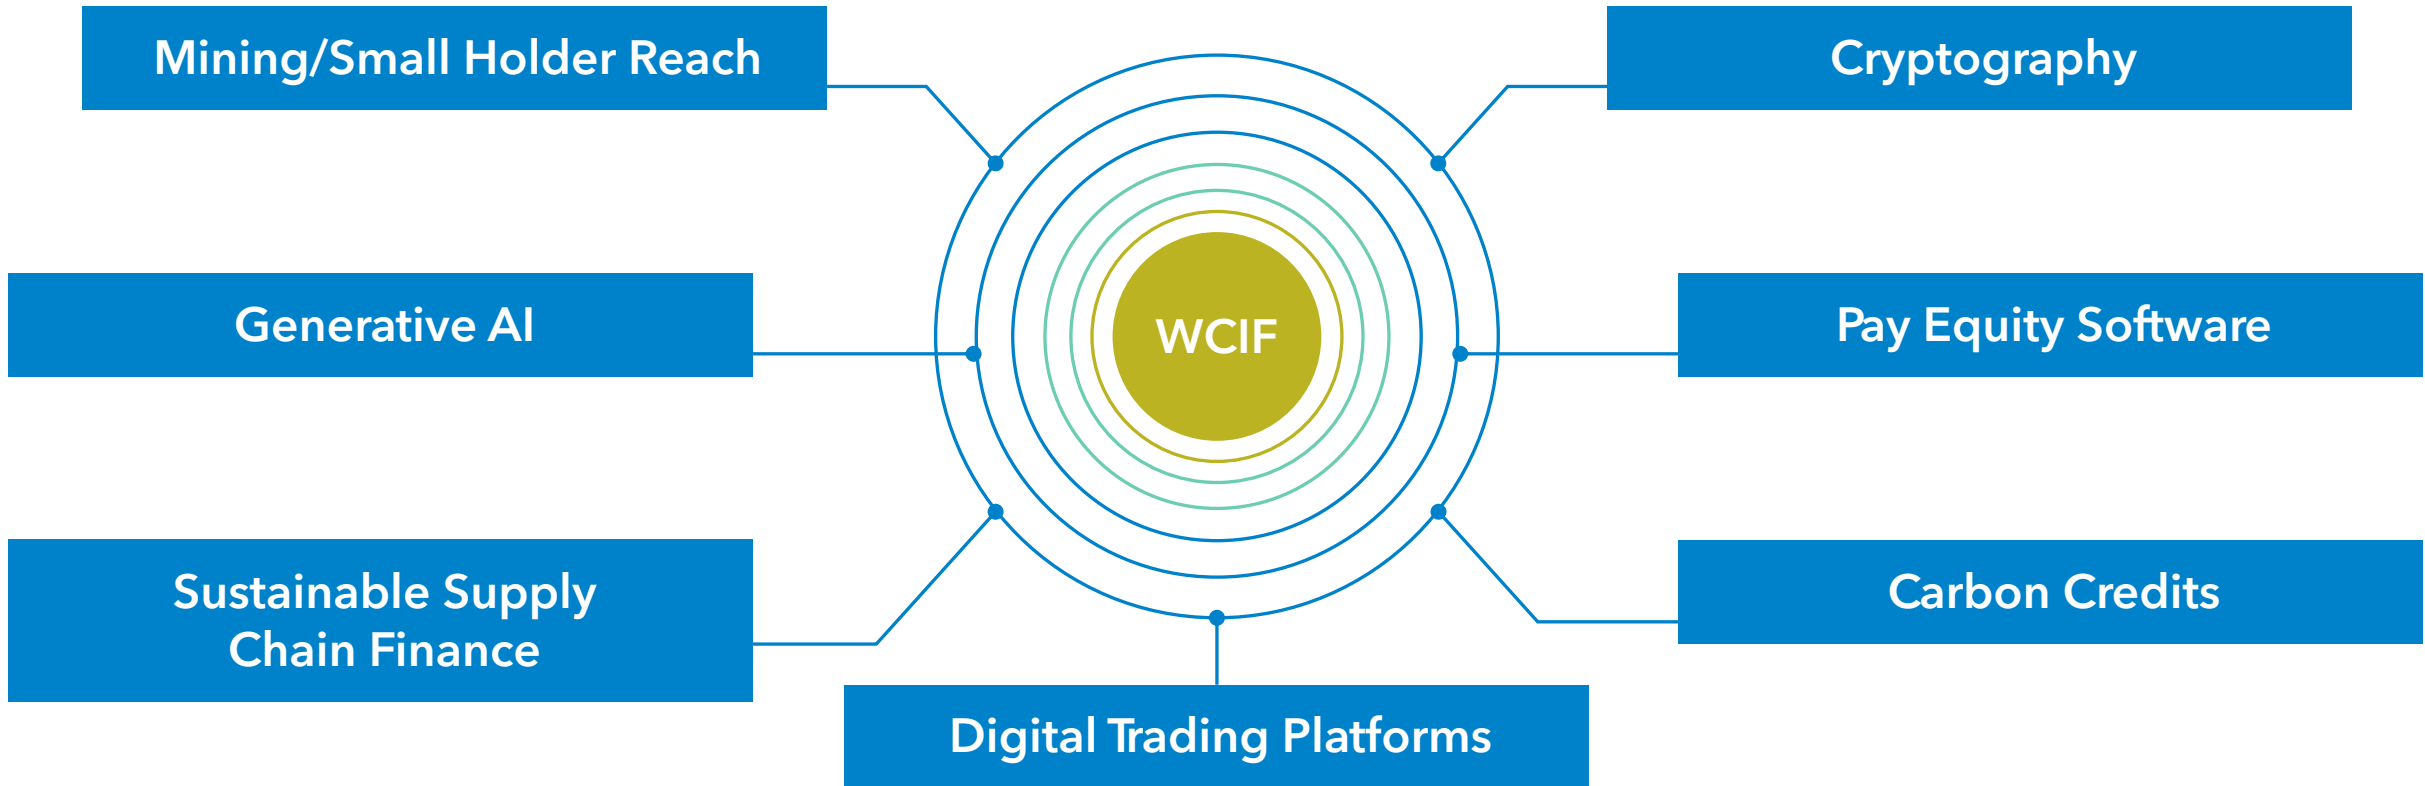 Mining/Small Holder Reach
Cryptography
Generative AI
WCIF
Pay Equity Software
Sustainable Supply
Chain Finance
Carbon Credits
Digital Trading Platforms